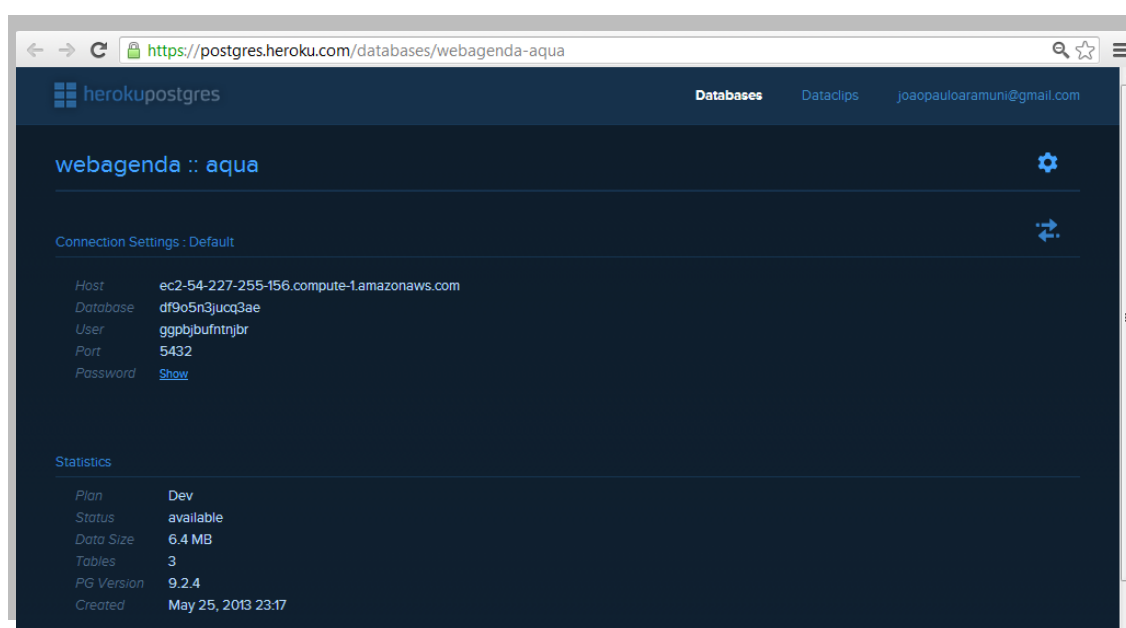 https://postgres.heroku.com/databases/webagenda-aqua
herokupostgres Databases Dataclips joaopauloaramuni@gmail.com
webagenda :: aqua
Connection Settings : Default
Host ec2-54-227-255-156.compute-1.amazonaws.com
Database df9o5n3jucq3ae
User ggpbjbufntnjbr
Port 5432
Password Show
Statistics
Plan Dev
Status available
Data Size 6.4 MB
Tables 3
PG Version 9.2.4
Created May 25, 2013 23:17